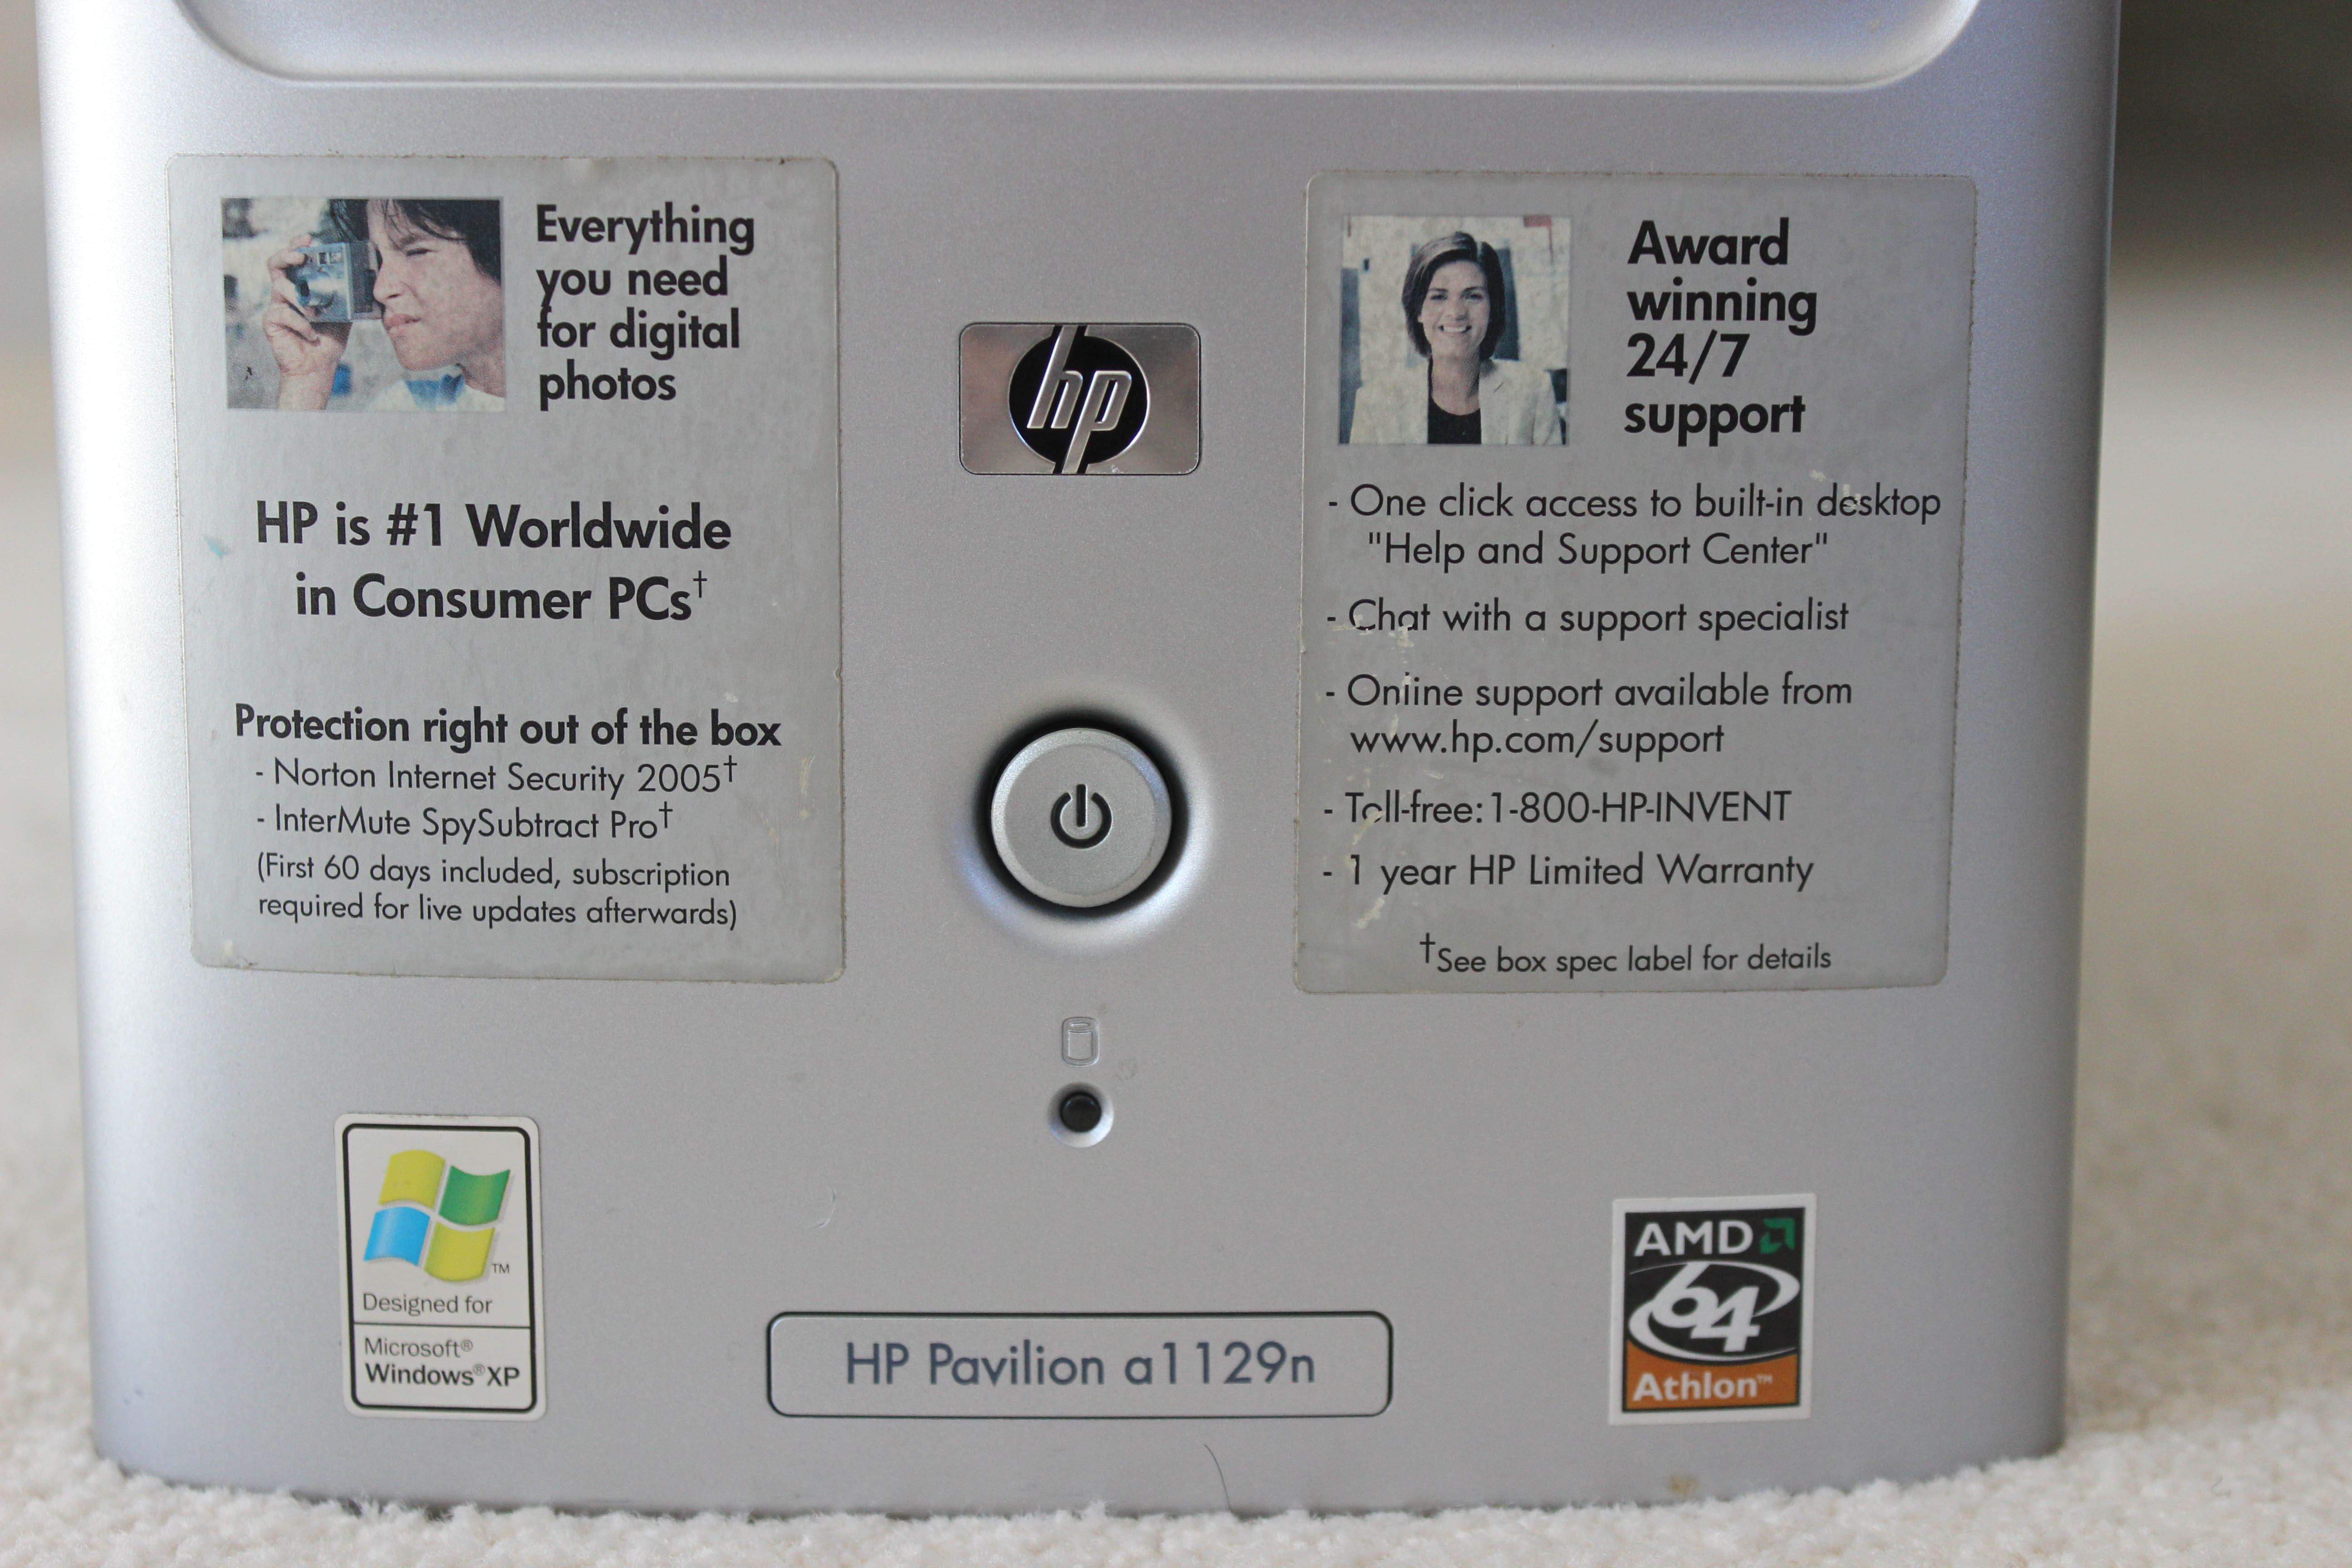 Everything
you need
for digital
photos
HP is #1 Worldwide
in Consumer PCs†
Protection right out of the box
- Norton Internet Security 2005†
- InterMute SpySubtract Pro†
(First 60 days included, subscription
required for live updates afterwards)
hp
Award
winning
24/7
support
- One click access to built-in desktop
"Help and Support Center"
- Chat with a support specialist
- Online support available from
www.hp.com/support
- Toll-free: 1-800-HP-INVENT
- 1 year HP Limited Warranty
†See box spec label for details
TM
Designed for
Microsoft®
Windows®XP
HP Pavilion a1129n
AMD
64
Athlon™